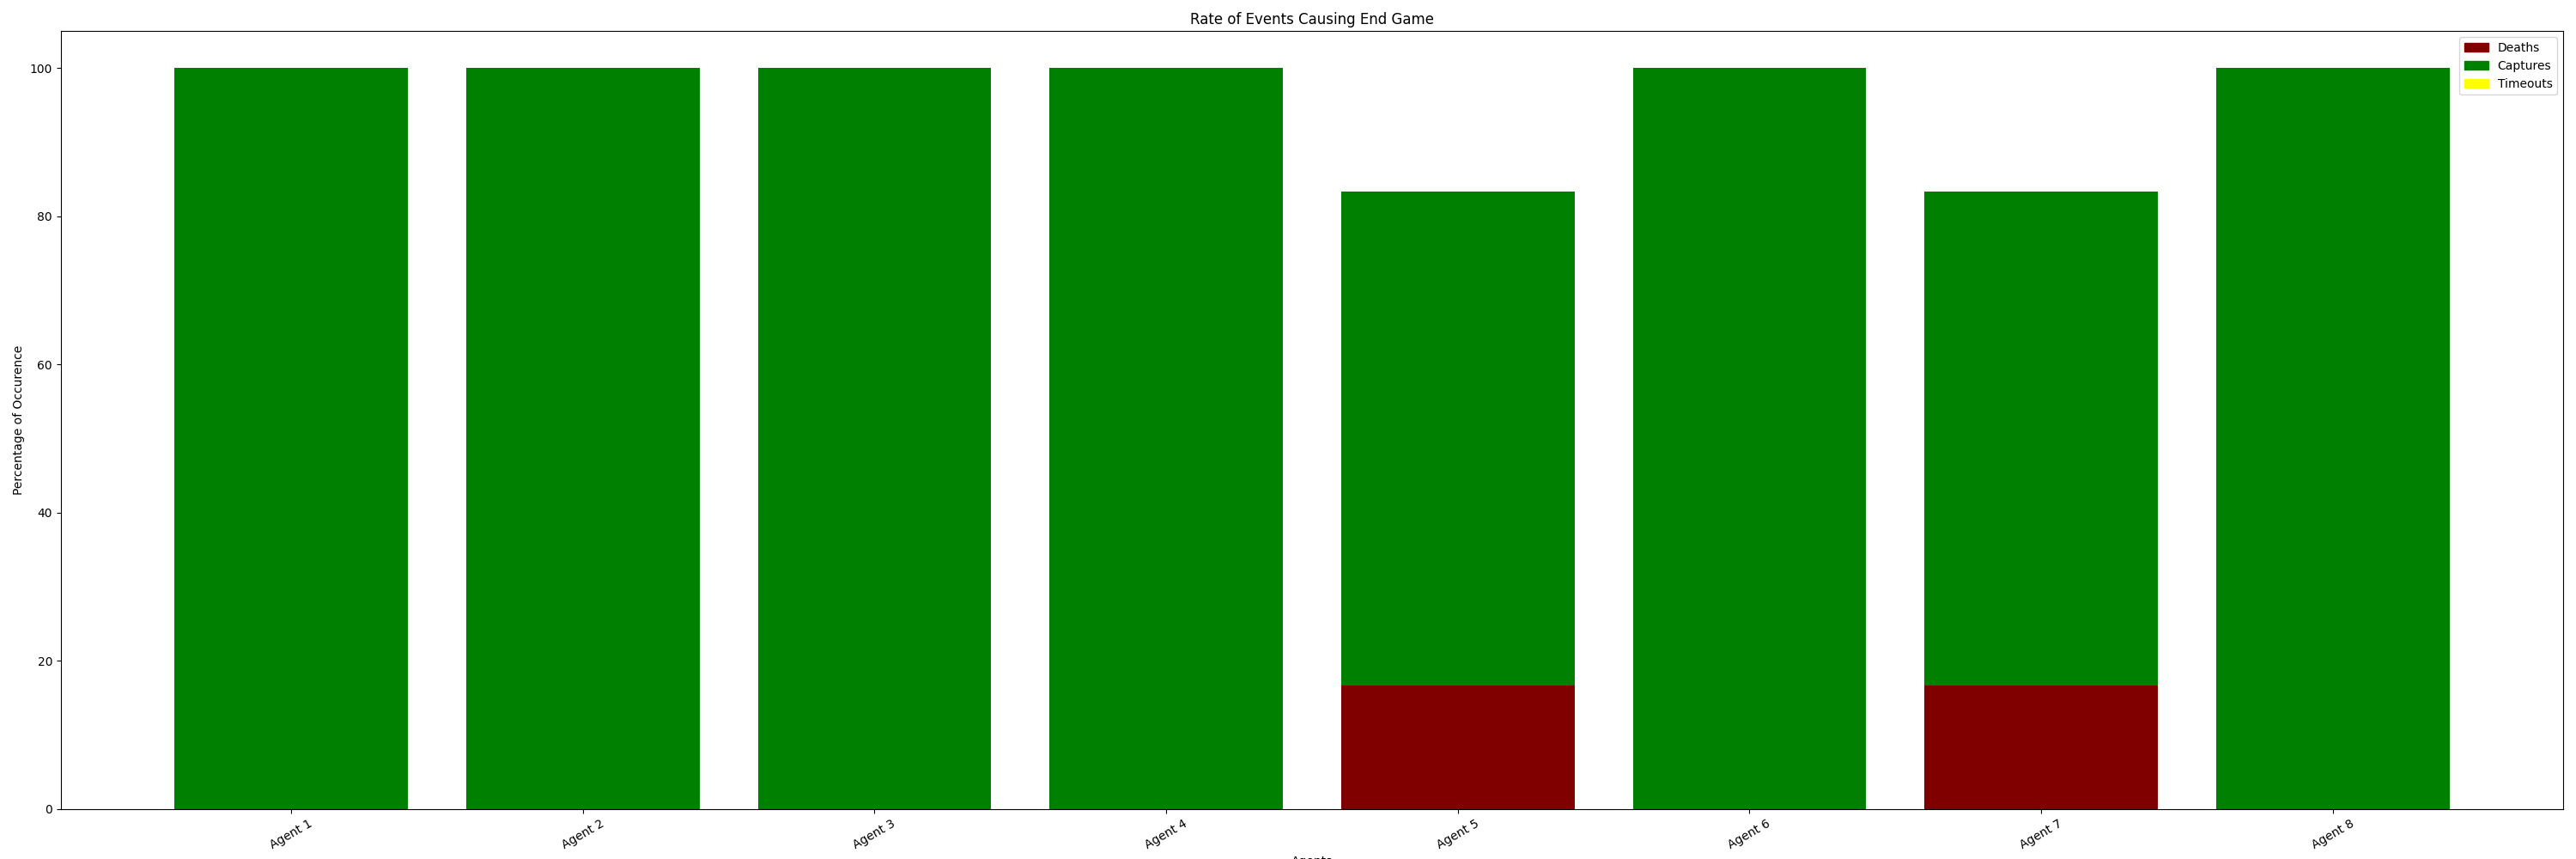 Rate of Events Causing End Game
Deaths
Captures
Timeouts
Percentage of Occurence
100
80
60
40
20
0
Agent 1
Agent 2
Agent 3
Agent 4
Agent 5
Agent 6
Agent 7
Agent 8
Agents